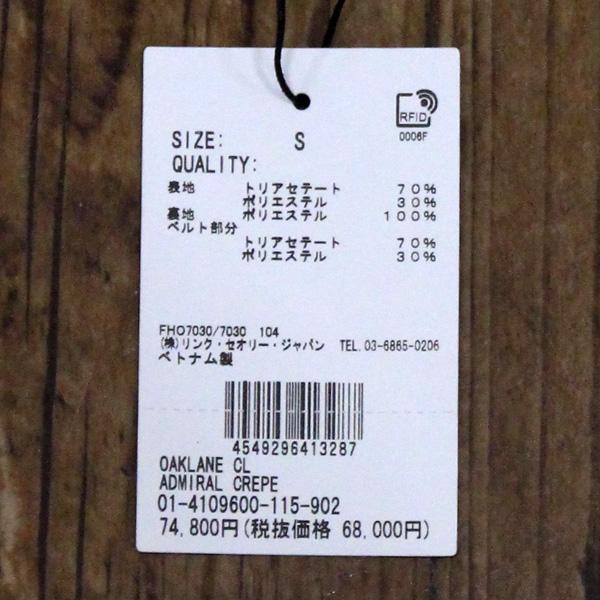 RFID
0006F
SIZE: S
QUALITY:
表地 トリアセテート 70%
ポリエステル 30%
裏地 ポリエステル 100%
ベルト部分
トリアセテート 70%
ポリエステル 30%
FHO7030/7030 104
(株)リンク・セオリー・ジャパン TEL.03-6865-0206
ベトナム製
4549296413287
OAKLANE CL
ADMIRAL CREPE
01-4109600-115-902
74,800円(税抜価格 68,000円)